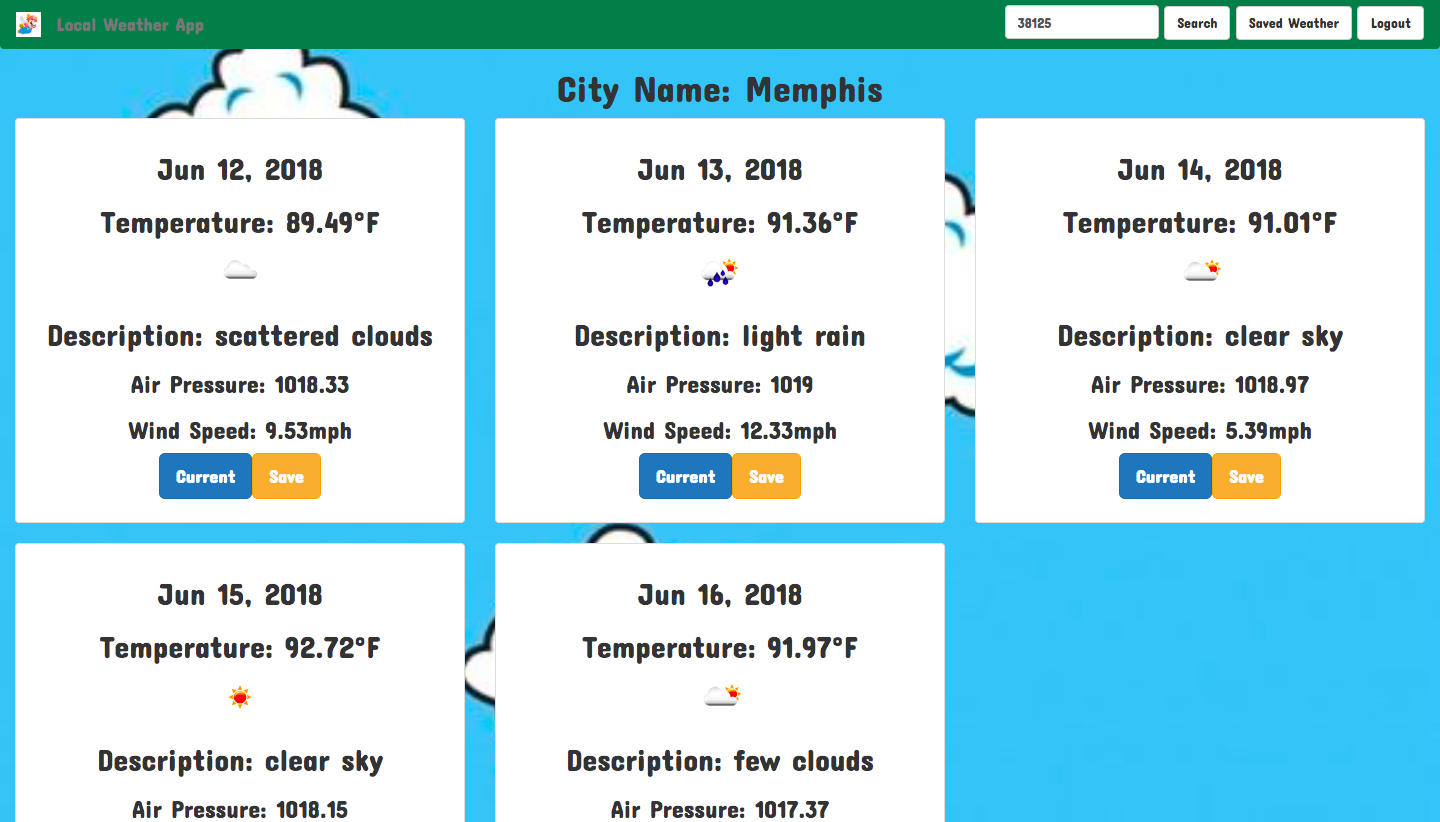 Local Weather App
38125
Search
Saved Weather
Logout
City Name: Memphis
Jun 12, 2018
Temperature: 89.49°F
Description: scattered clouds
Air Pressure: 1018.33
Wind Speed: 9.53mph
Current
Save
Jun 13, 2018
Temperature: 91.36°F
Description: light rain
Air Pressure: 1019
Wind Speed: 12.33mph
Current
Save
Jun 14, 2018
Temperature: 91.01°F
Description: clear sky
Air Pressure: 1018.97
Wind Speed: 5.39mph
Current
Save
Jun 15, 2018
Temperature: 92.72°F
Description: clear sky
Air Pressure: 1018.15
Jun 16, 2018
Temperature: 91.97°F
Description: few clouds
Air Pressure: 1017.37